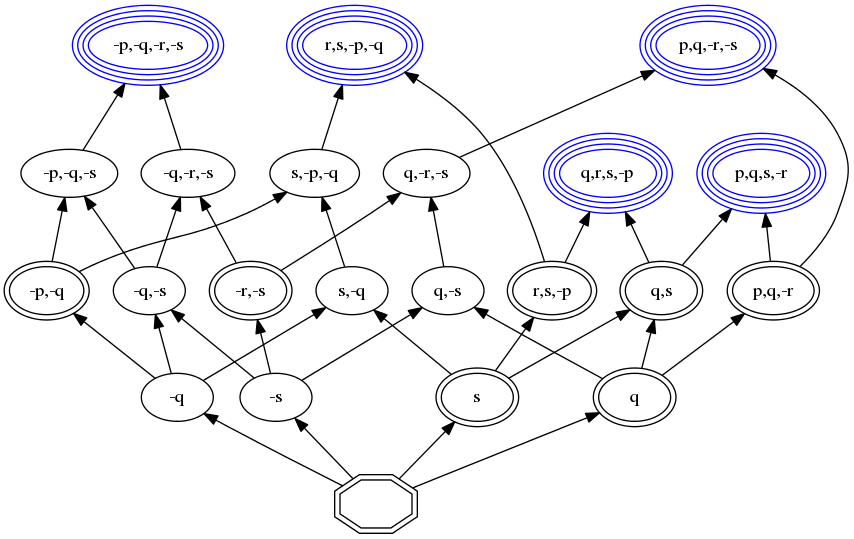 -p,-q,-r,-s
r,s,-p,-q
p,q,-r,-s
-p,-q,-s
-q,-r,-s
s,-p,-q
q,-r,-s
q,r,s,-p
p,q,s,-r
-p,-q
-q,-s
-r,-s
s,-q
q,-s
r,s,-p
q,s
p,q,-r
-q
-s
s
q